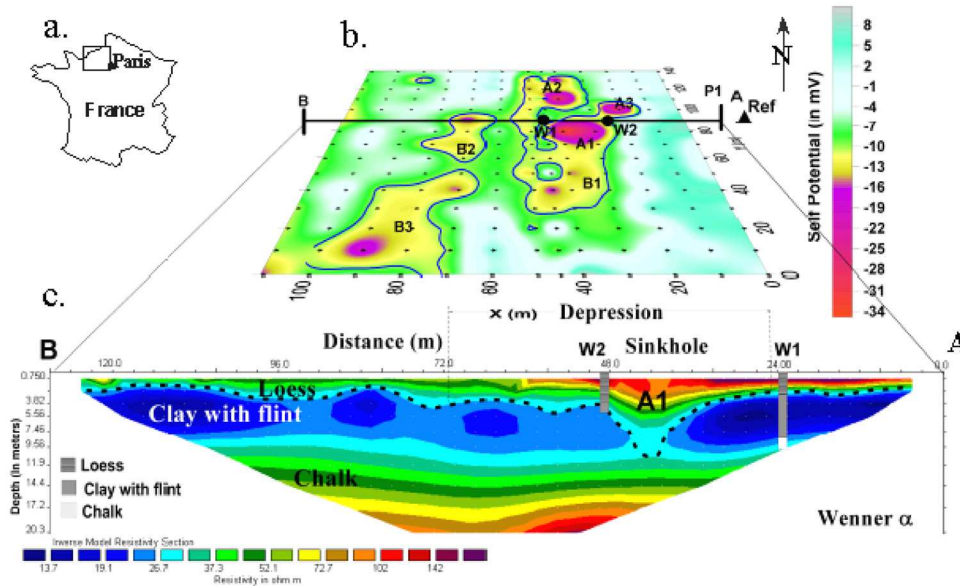 a.
Paris
France
b.
N
B
P1 A
Ref
A2
A3
W1
W2
A1
B2
B1
B3
100
80
60
40
20
0
x (m)
20
40
Self Potential (in mV)
8
5
2
-1
-4
-7
-10
-13
-16
-19
-22
-25
-28
-31
-34
c.
Depression
B
Distance (m)
W2
Sinkhole
W1
A
120.0
96.0
72.0
48.0
24.00
0.0
Depth (in meters)
0.750
3.82
5.56
7.45
9.56
11.9
14.4
17.2
20.3
Loess
A1
Clay with flint
Chalk
Loess
Clay with flint
Chalk
Wenner α
Inverse Model Resistivity Section
13.7 19.1 26.7 37.3 52.1 72.7 102 142
Resistivity in ohm m